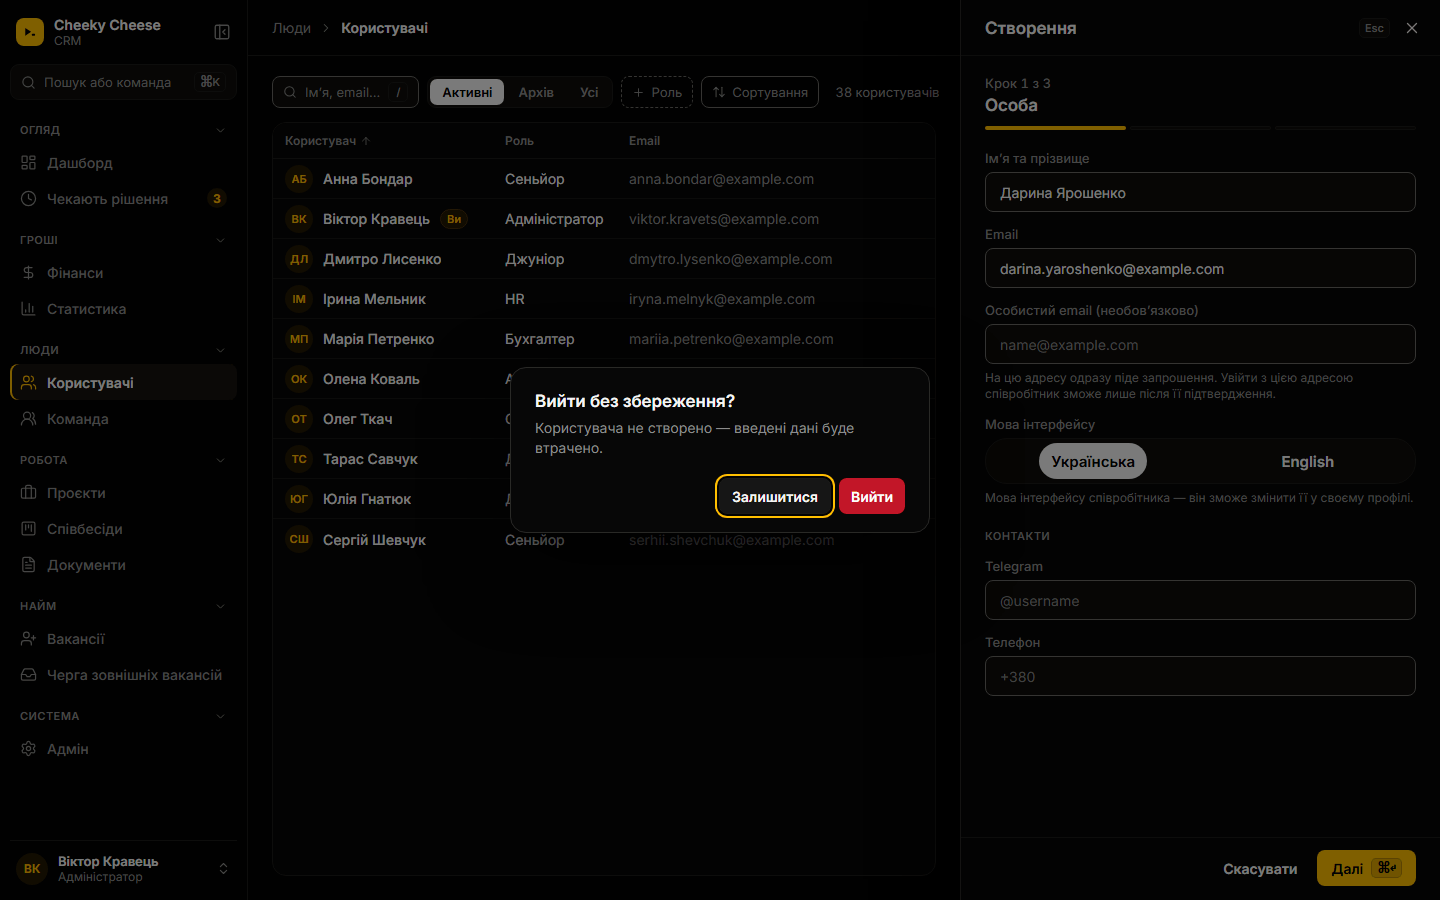 Cheeky Cheese
CRM
Пошук або команда ⌘K
ОГЛЯД
Дашборд
Чекають рішення 3
ГРОШІ
Фінанси
Статистика
ЛЮДИ
Користувачі
Команда
РОБОТА
Проєкти
Співбесіди
Документи
НАЙМ
Вакансії
Черга зовнішніх вакансій
СИСТЕМА
Адмін
ВК Віктор Кравець
Адміністратор
Люди > Користувачі
Ім'я, email... / Активні Архів Усі + Роль Сортування 38 користувачів
Користувач ↑ Роль Email
АБ Анна Бондар Сеньйор anna.bondar@example.com
ВК Віктор Кравець Ви Адміністратор viktor.kravets@example.com
ДЛ Дмитро Лисенко Джуніор dmytro.lysenko@example.com
ІМ Ірина Мельник HR iryna.melnyk@example.com
МП Марія Петренко Бухгалтер mariia.petrenko@example.com
ОК Олена Коваль
ОТ Олег Ткач
ТС Тарас Савчук
ЮГ Юлія Гнатюк
СШ Сергій Шевчук Сеньйор serhii.shevchuk@example.com
Вийти без збереження?
Користувача не створено — введені дані буде
втрачено.
Залишитися Вийти
Створення Esc
Крок 1 з 3
Особа
Ім'я та прізвище
Дарина Ярошенко
Email
darina.yaroshenko@example.com
Особистий email (необов'язково)
name@example.com
На цю адресу одразу піде запрошення. Увійти з цією адресою
співробітник зможе лише після її підтвердження.
Мова інтерфейсу
Українська English
Мова інтерфейсу співробітника — він зможе змінити її у своєму профілі.
КОНТАКТИ
Telegram
@username
Телефон
+380
Скасувати Далі ⌘↵